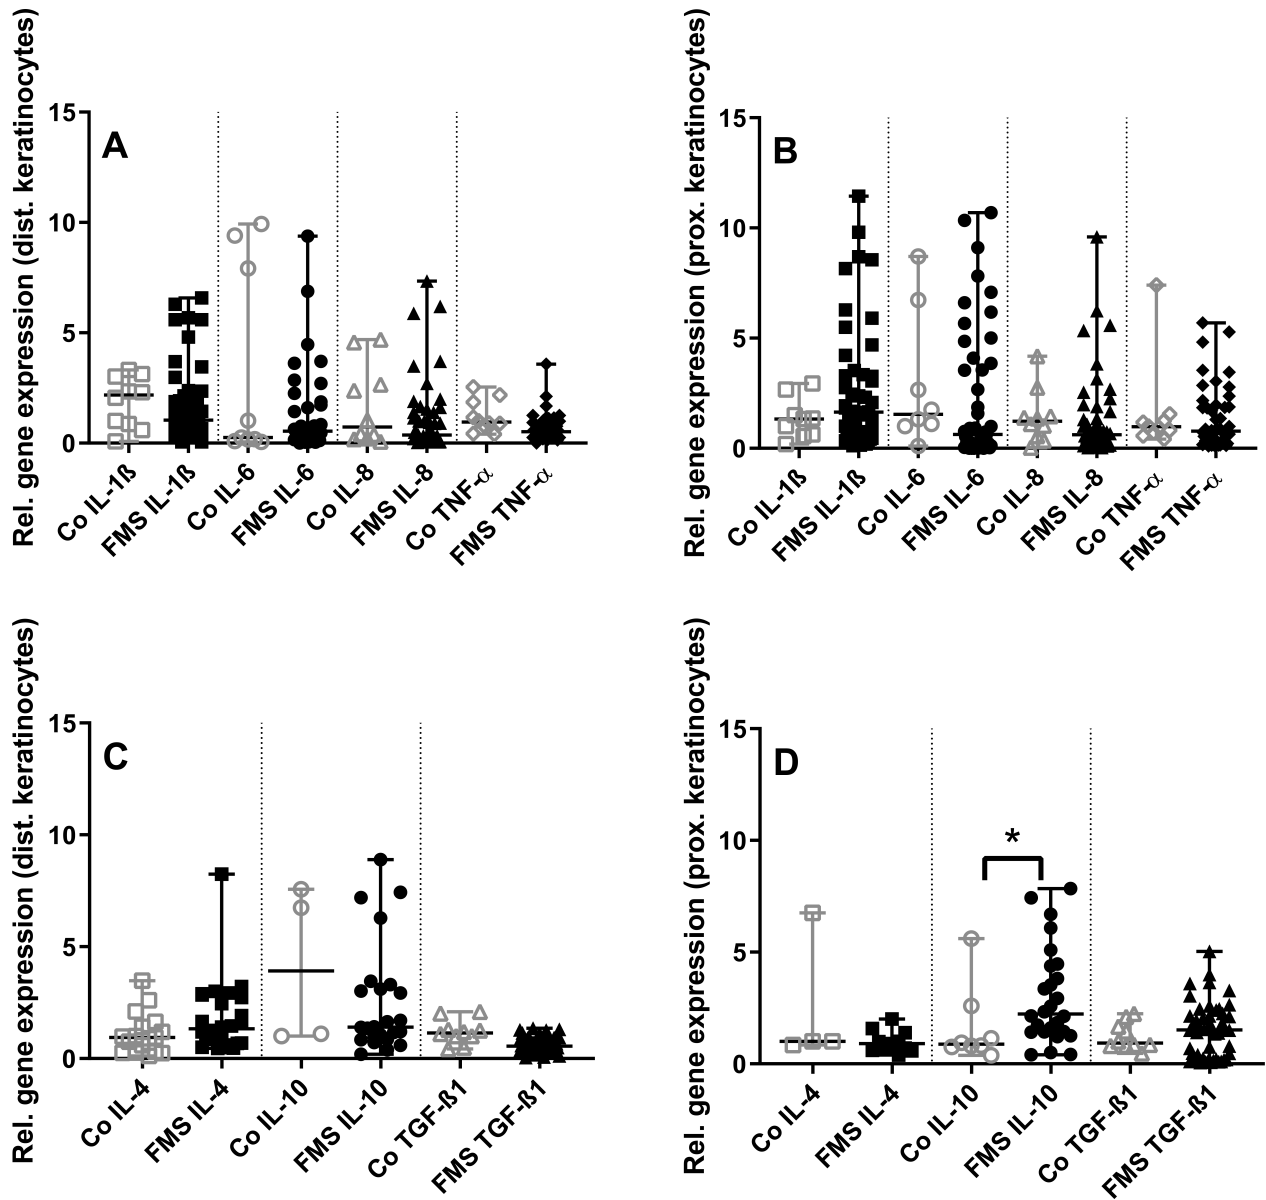 Rel. gene expression (dist. keratinocytes)
15
10
5
0
A
Co IL-1ß
FMS IL-1ß
Co IL-6
FMS IL-6
Co IL-8
FMS IL-8
Co TNF-α
FMS TNF-α
Rel. gene expression (prox. keratinocytes)
15
10
5
0
B
Co IL-1ß
FMS IL-1ß
Co IL-6
FMS IL-6
Co IL-8
FMS IL-8
Co TNF-α
FMS TNF-α
Rel. gene expression (dist. keratinocytes)
15
10
5
0
C
Co IL-4
FMS IL-4
Co IL-10
FMS IL-10
Co TGF-ß1
FMS TGF-ß1
Rel. gene expression (prox. keratinocytes)
15
10
5
0
D
*
Co IL-4
FMS IL-4
Co IL-10
FMS IL-10
Co TGF-ß1
FMS TGF-ß1